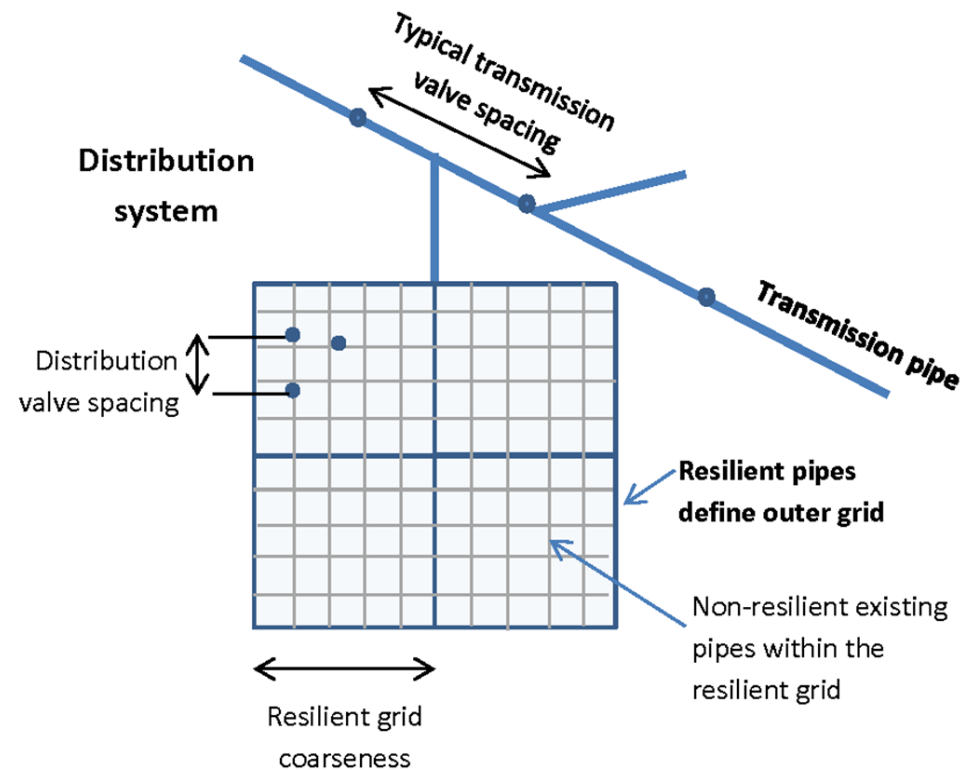 Typical transmission
valve spacing
Distribution
system
Transmission pipe
Distribution
valve spacing
Resilient pipes
define outer grid
Non-resilient existing
pipes within the
resilient grid
Resilient grid
coarseness